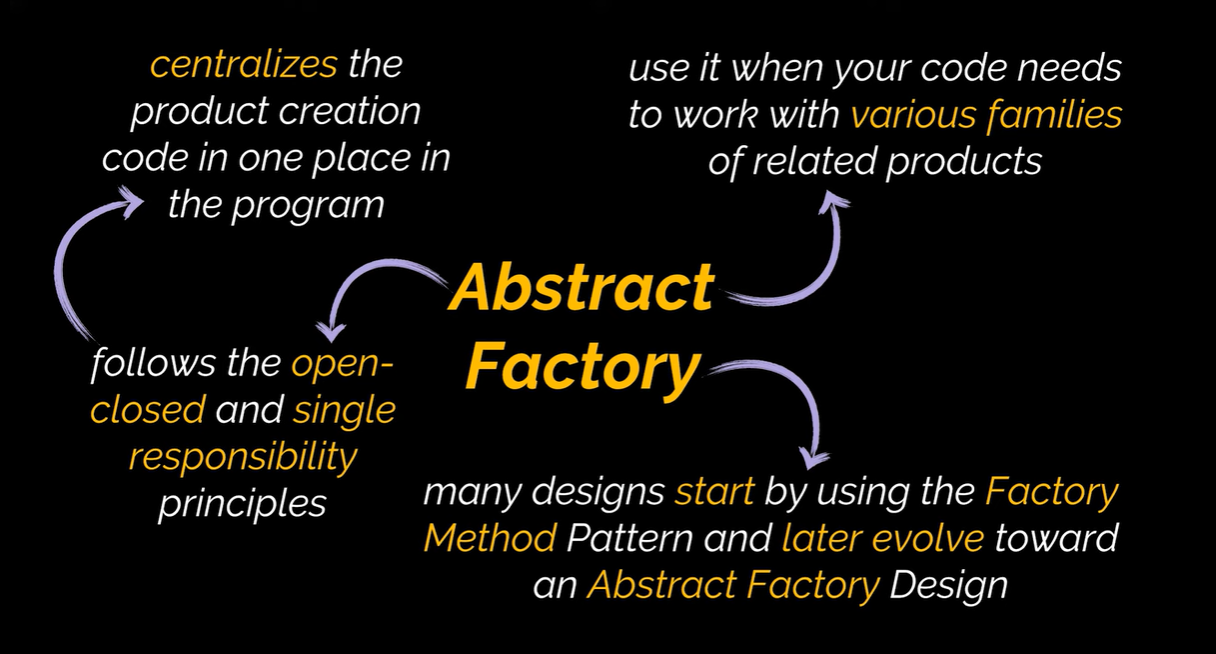 centralizes the
product creation
code in one place in
the program
use it when your code needs
to work with various families
of related products
Abstract
Factory
follows the open-
closed and single
responsibility
principles
many designs start by using the Factory
Method Pattern and later evolve toward
an Abstract Factory Design